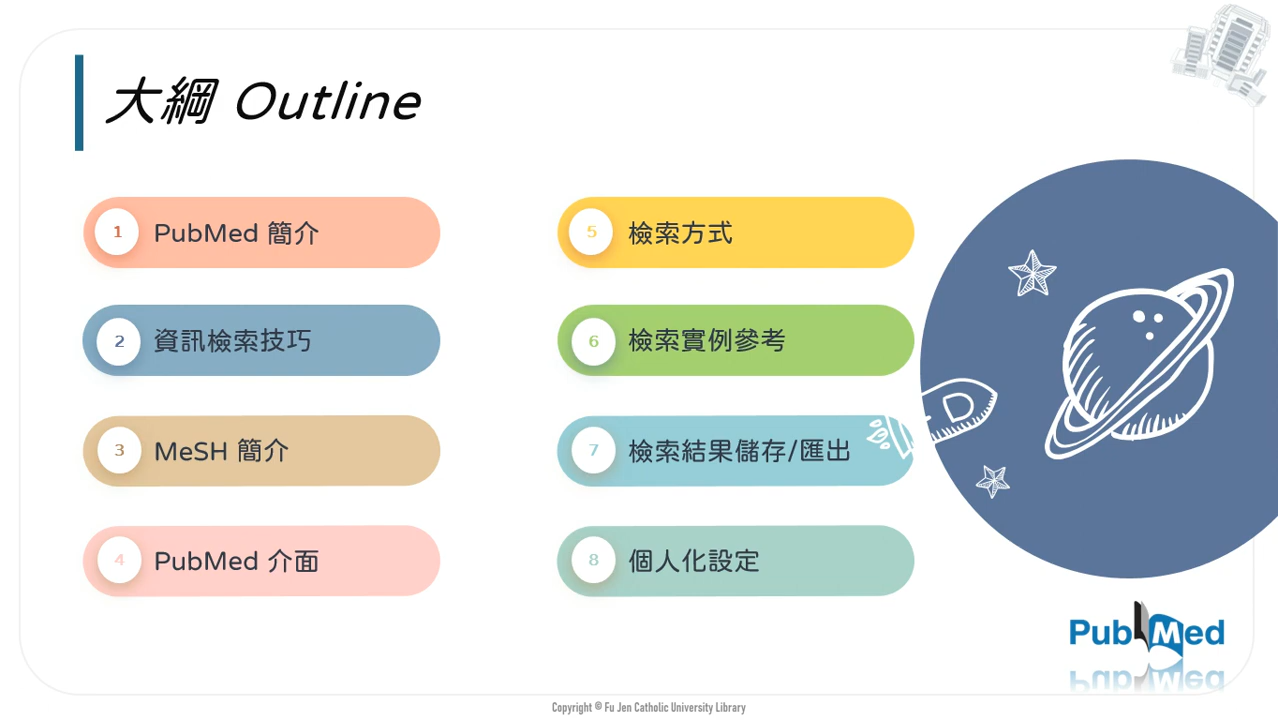 大綱 Outline
1 PubMed 簡介
2 資訊檢索技巧
3 MeSH 簡介
4 PubMed 介面
5 檢索方式
6 檢索實例參考
7 檢索結果儲存/匯出
8 個人化設定
D
PubMed
Copyright © Fu Jen Catholic University Library